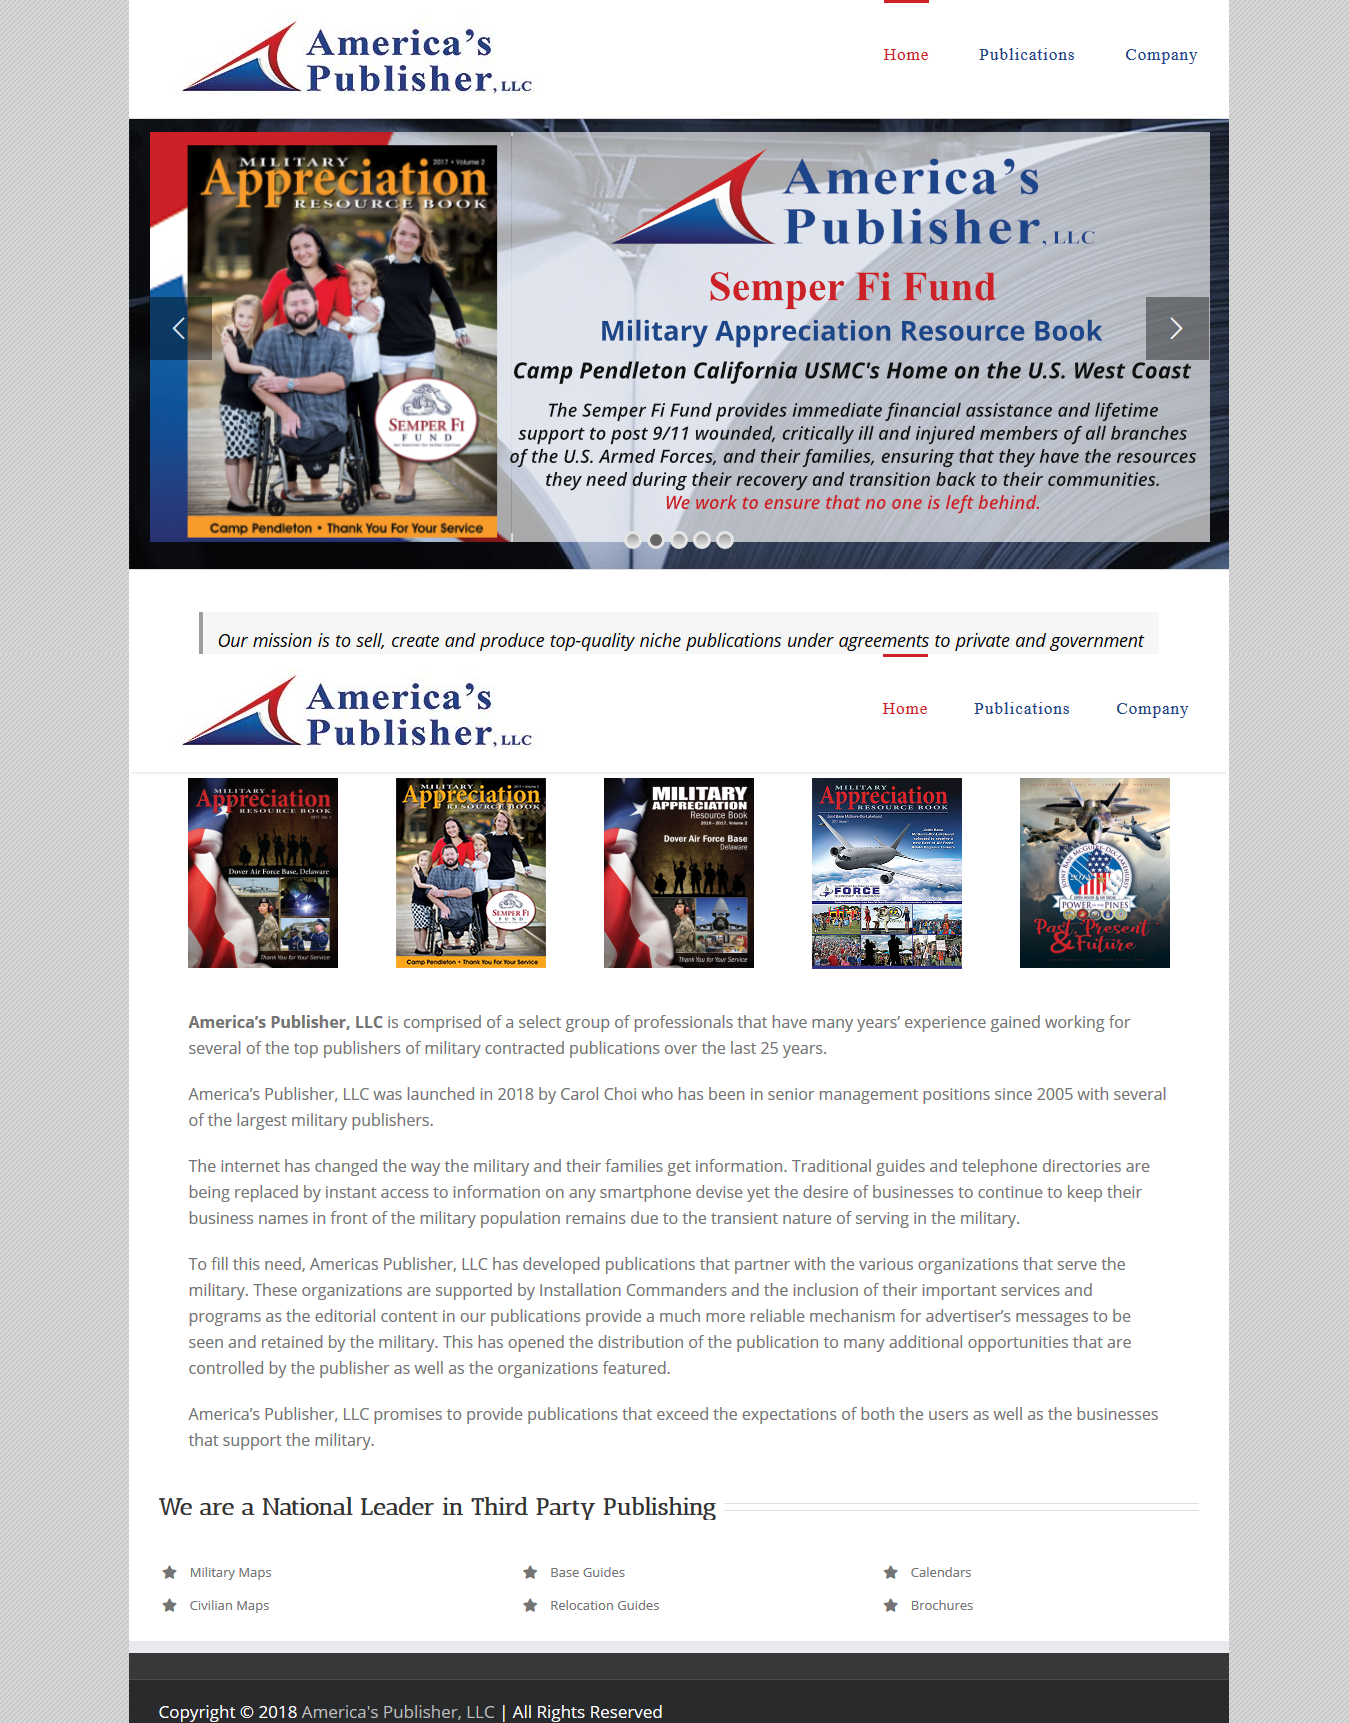 America's
Publisher, LLC
Home
Publications
Company
MILITARY
2017 • Volume 2
Appreciation
RESOURCE BOOK
SEMPER FI
FUND
Camp Pendleton • Thank You For Your Service
America's
Publisher, LLC
Semper Fi Fund
Military Appreciation Resource Book
Camp Pendleton California USMC's Home on the U.S. West Coast
The Semper Fi Fund provides immediate financial assistance and lifetime
support to post 9/11 wounded, critically ill and injured members of all branches
of the U.S. Armed Forces, and their families, ensuring that they have the resources
they need during their recovery and transition back to their communities.
We work to ensure that no one is left behind.
Our mission is to sell, create and produce top-quality niche publications under agreements to private and government
America's
Publisher, LLC
Home
Publications
Company
MILITARY
Appreciation
RESOURCE BOOK
2017, Vol. 1
Dover Air Force Base, Delaware
Thank You for Your Service
Appreciation
RESOURCE BOOK
SEMPER FI
FUND
Camp Pendleton • Thank You For Your Service
MILITARY
APPRECIATION
Resource Book
2016 - 2017, Volume 2
Dover Air Force Base
Delaware
Thank You for Your Service
MILITARY
Appreciation
RESOURCE BOOK
Joint Base McGuire-Dix-Lakehurst
FORCE
POWER IN THE PINES
Past, Present
& Future
America's Publisher, LLC is comprised of a select group of professionals that have many years' experience gained working for
several of the top publishers of military contracted publications over the last 25 years.
America's Publisher, LLC was launched in 2018 by Carol Choi who has been in senior management positions since 2005 with several
of the largest military publishers.
The internet has changed the way the military and their families get information. Traditional guides and telephone directories are
being replaced by instant access to information on any smartphone devise yet the desire of businesses to continue to keep their
business names in front of the military population remains due to the transient nature of serving in the military.
To fill this need, Americas Publisher, LLC has developed publications that partner with the various organizations that serve the
military. These organizations are supported by Installation Commanders and the inclusion of their important services and
programs as the editorial content in our publications provide a much more reliable mechanism for advertiser's messages to be
seen and retained by the military. This has opened the distribution of the publication to many additional opportunities that are
controlled by the publisher as well as the organizations featured.
America's Publisher, LLC promises to provide publications that exceed the expectations of both the users as well as the businesses
that support the military.
We are a National Leader in Third Party Publishing
Military Maps
Base Guides
Calendars
Civilian Maps
Relocation Guides
Brochures
Copyright © 2018 America's Publisher, LLC | All Rights Reserved